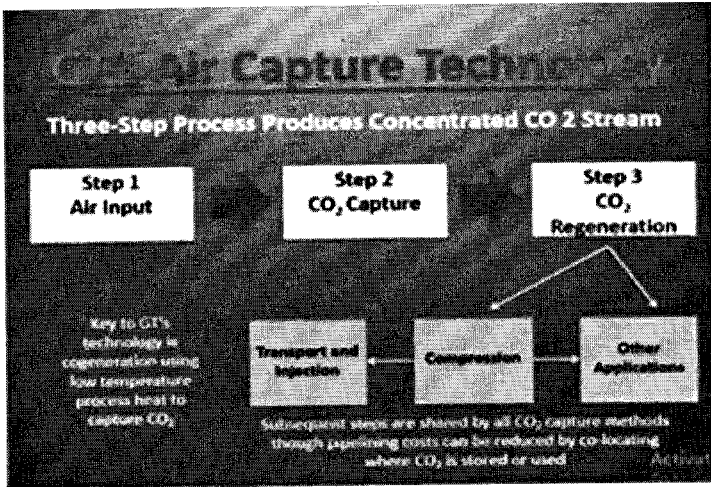 Air Capture Technology
Three-Step Process Produces Concentrated CO 2 Stream
Step 1
Air Input
Step 2
CO₂ Capture
Step 3
CO₂
Regeneration
Key to GT's
technology is
cogeneration using
low temperature
process heat to
capture CO₂
Transport and
Injection
Compression
Other
Applications
Subsequent steps are shared by all CO₂ capture methods
though pipelining costs can be reduced by co-locating
where CO₂ is stored or used
Activat